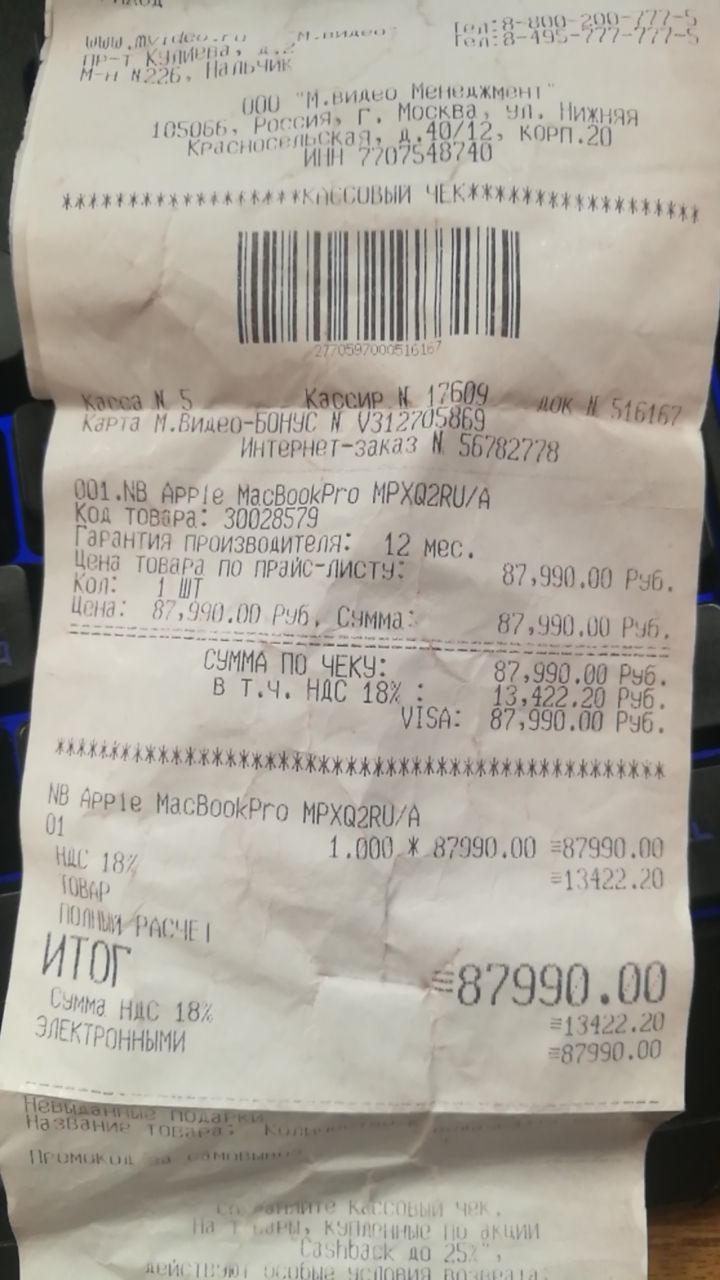 www.mvideo.ru "М.видео" Тел:8-800-200-777-5
пр-т Кулиева, д.2 Тел:8-495-777-777-5
М-н N226, Нальчик
ООО "М.видео Менеджмент"
105066, Россия, г. Москва, ул. Нижняя
Красносельская, д.40/12, корп.20
ИНН 7707548740
******************КАССОВЫЙ ЧЕК******************
2770597000516167
Касса N 5 Кассир N 17609 док N 516167
Карта М.Видео-БОНУС N V312705869
Интернет-заказ N 56782778
001.NB Apple MacBookPro MPXQ2RU/A
Код товара: 30028579
Гарантия производителя: 12 мес.
Цена товара по прайс-листу: 87,990.00 Руб.
Кол: 1 шт
Цена: 87,990.00 Руб, Сумма: 87,990.00 Руб.
СУММА ПО ЧЕКУ: 87,990.00 Руб.
В Т.Ч. НДС 18% : 13,422.20 Руб.
VISA: 87,990.00 Руб.
************************************************
NB Apple MacBookPro MPXQ2RU/A
01 1.000 * 87990.00 =87990.00
НДС 18% =13422.20
ТОВАР
ПОЛНЫЙ РАСЧЕТ
ИТОГ =87990.00
Сумма НДС 18% =13422.20
ЭЛЕКТРОННЫМИ =87990.00
Невыданные подарки
Название товара:
Промокод за
Сохраняйте кассовый чек.
На товары, купленные по акции
"Cashback до 25%",
действуют особые условия возврата.